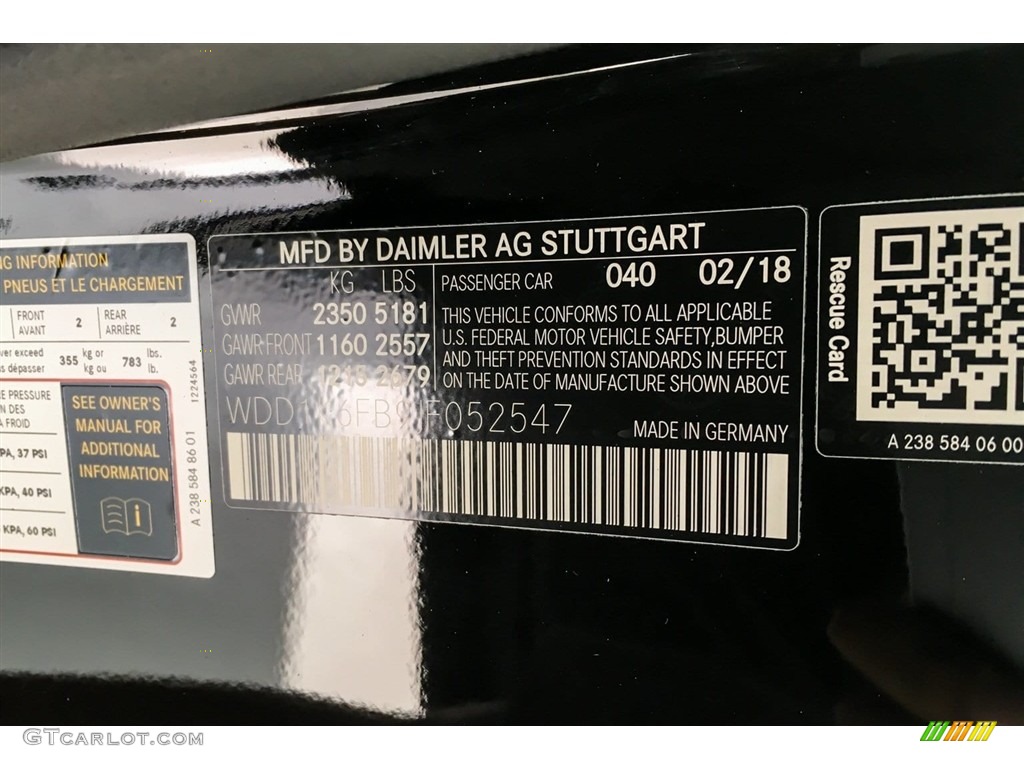 NG INFORMATION
PNEUS ET LE CHARGEMENT
FRONT AVANT 2 REAR ARRIÈRE 2
ver exceed
s dépasser 355 kg or kg ou 783 lbs. lb.
E PRESSURE
N DES
À FROID
PA, 37 PSI
KPA, 40 PSI
KPA, 60 PSI
SEE OWNER'S
MANUAL FOR
ADDITIONAL
INFORMATION
A 238 584 86 01
1224564
MFD BY DAIMLER AG STUTTGART
KG LBS
GVWR 2350 5181
GAWR FRONT 1160 2557
GAWR REAR 2679
PASSENGER CAR 040 02/18
THIS VEHICLE CONFORMS TO ALL APPLICABLE
U.S. FEDERAL MOTOR VEHICLE SAFETY,BUMPER
AND THEFT PREVENTION STANDARDS IN EFFECT
ON THE DATE OF MANUFACTURE SHOWN ABOVE
F052547
MADE IN GERMANY
Rescue Card
A 238 584 06 00
GTCARLOT.COM